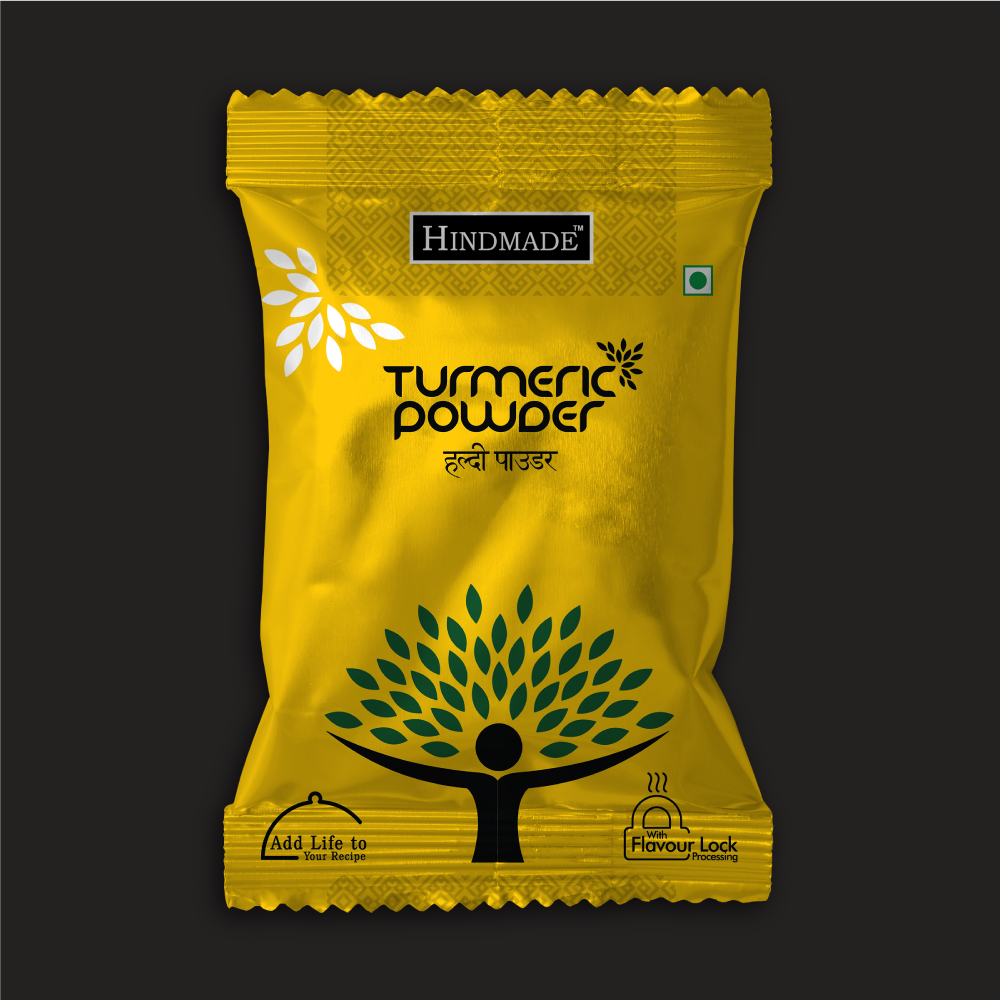 HINDMADE™
TURMERIC
POWDER
हल्दी पाउडर
Add Life to
Your Recipe
With
Flavour Lock
Processing